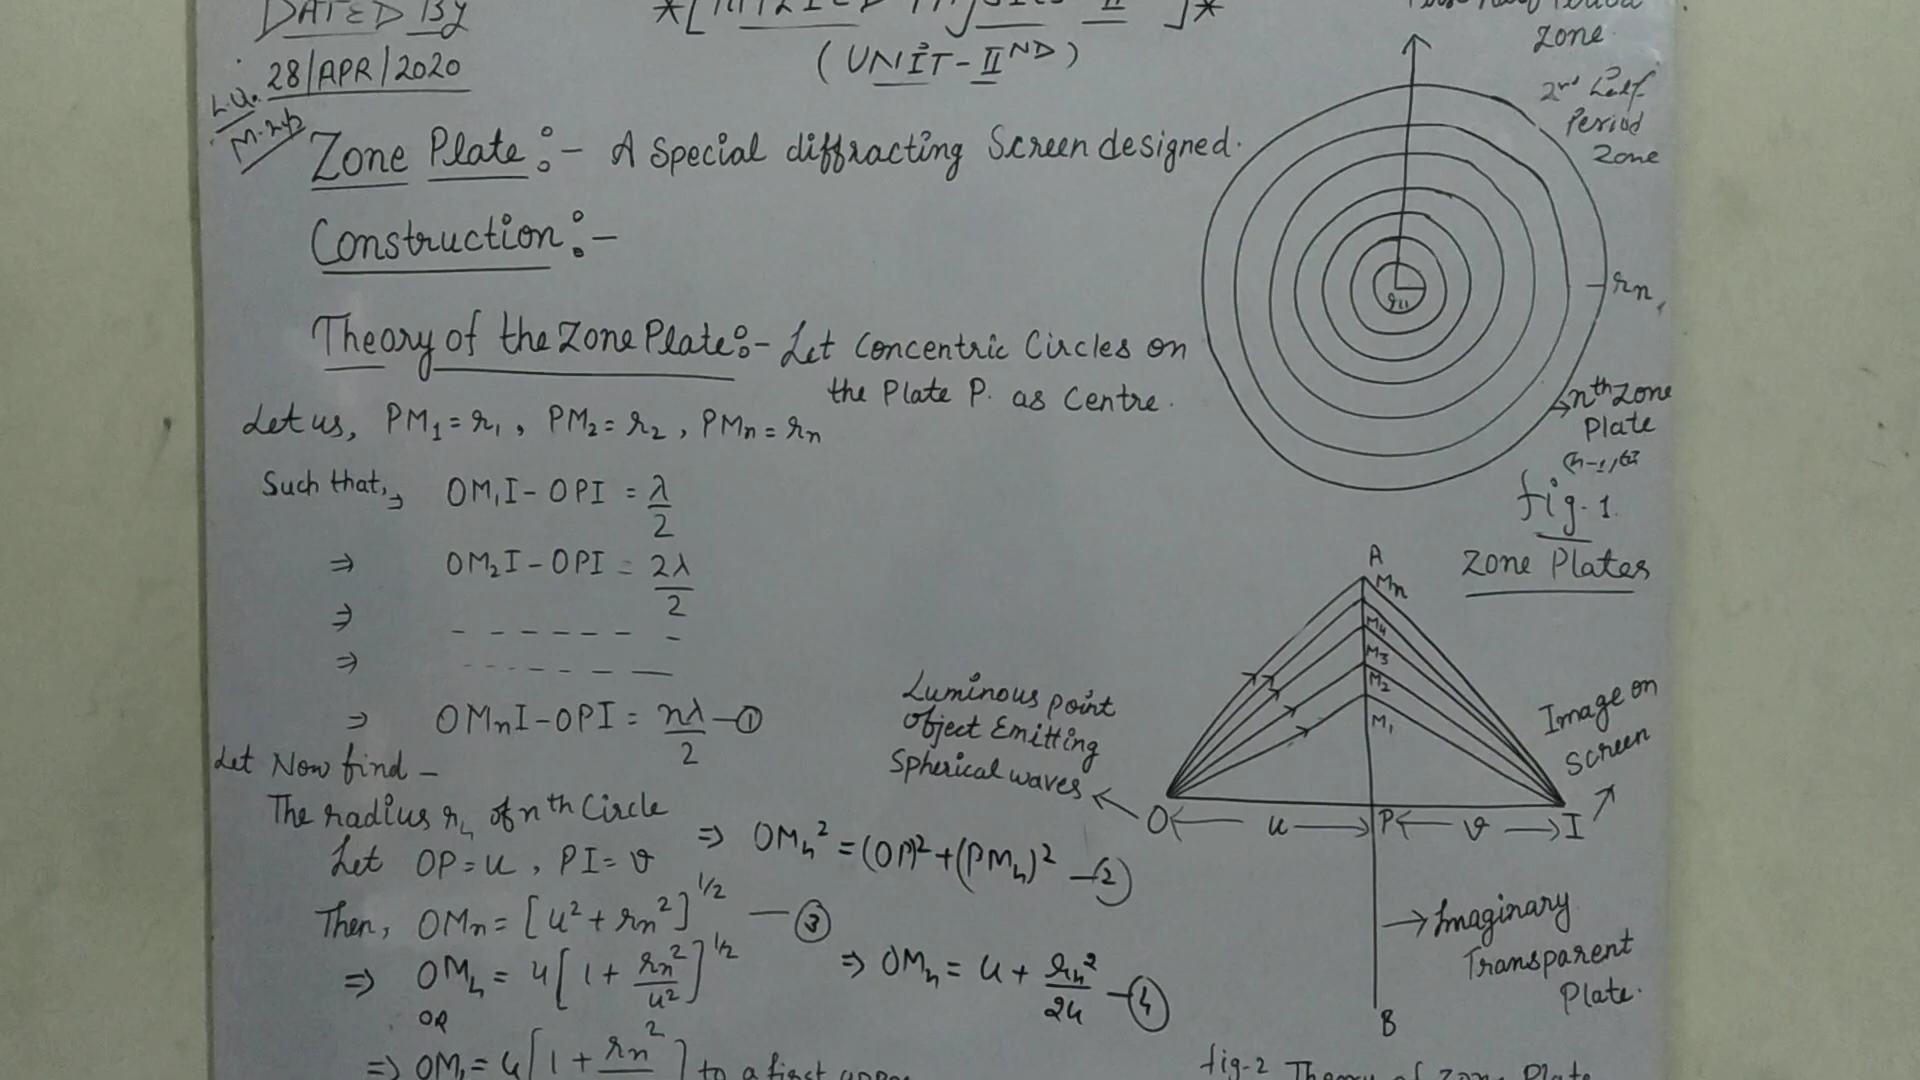 DATED By
28/APR/2020
(UNIT-II ND)
Zone Plate:- A Special diffracting Screen designed.
Construction:-
Theory of the Zone Plate:- Let Concentric Circles on
the Plate P. as Centre.
Let us, PM₁ = r₁, PM₂ = r₂, PMn = rn
Such that, OM₁I - OPI = λ/2
⇒ OM₂I - OPI = 2λ/2
⇒ - - - - - - -
⇒ - - - - - - -
⇒ OMnI - OPI = nλ/2 - ①
Let Now find -
The radius rn of nth Circle
Let OP = u, PI = v ⇒ OMn² = (OP)² + (PMn)² - ②
Then, OMn = [u² + rn²]^1/2 - ③
⇒ OMn = u[1 + rn²/u²]^1/2 ⇒ OMn = u + rn²/2u - ④
OR
zone
2nd Half
Period
Zone
r₁
rn
nth Zone
Plate
fig. 1.
Zone Plates
A
Mn
M4
M3
M2
M1
Luminous point
Object Emitting
Spherical waves
Image on
Screen
O u P v I
Imaginary
Transparent
Plate.
B
fig-2 Theory of Zone Plate